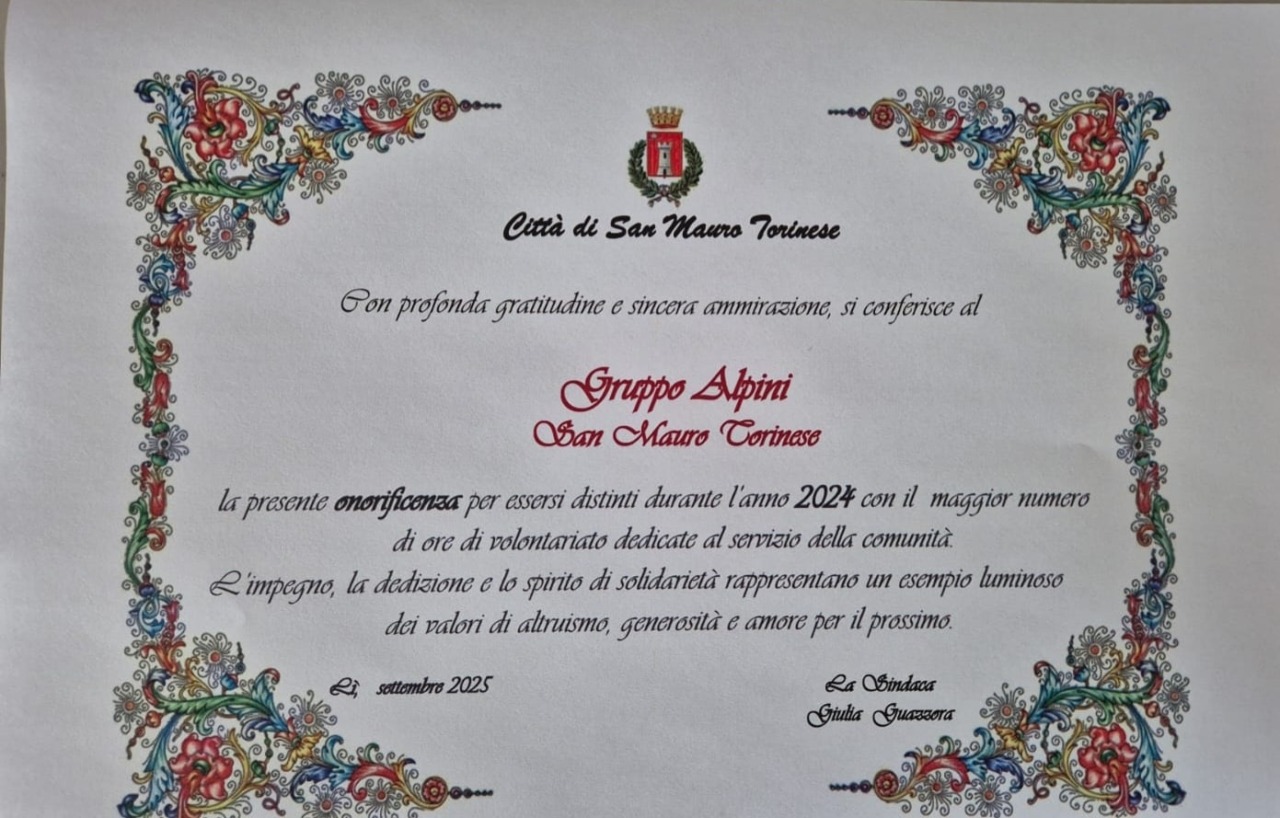 Città di San Mauro Torinese
Con profonda gratitudine e sincera ammirazione, si conferisce al
Gruppo Alpini
San Mauro Torinese
la presente onorificenza per essersi distinti durante l'anno 2024 con il maggior numero
di ore di volontariato dedicate al servizio della comunità.
L'impegno, la dedizione e lo spirito di solidarietà rappresentano un esempio luminoso
dei valori di altruismo, generosità e amore per il prossimo.
Lì, settembre 2025
La Sindaca
Giulia Guazzora